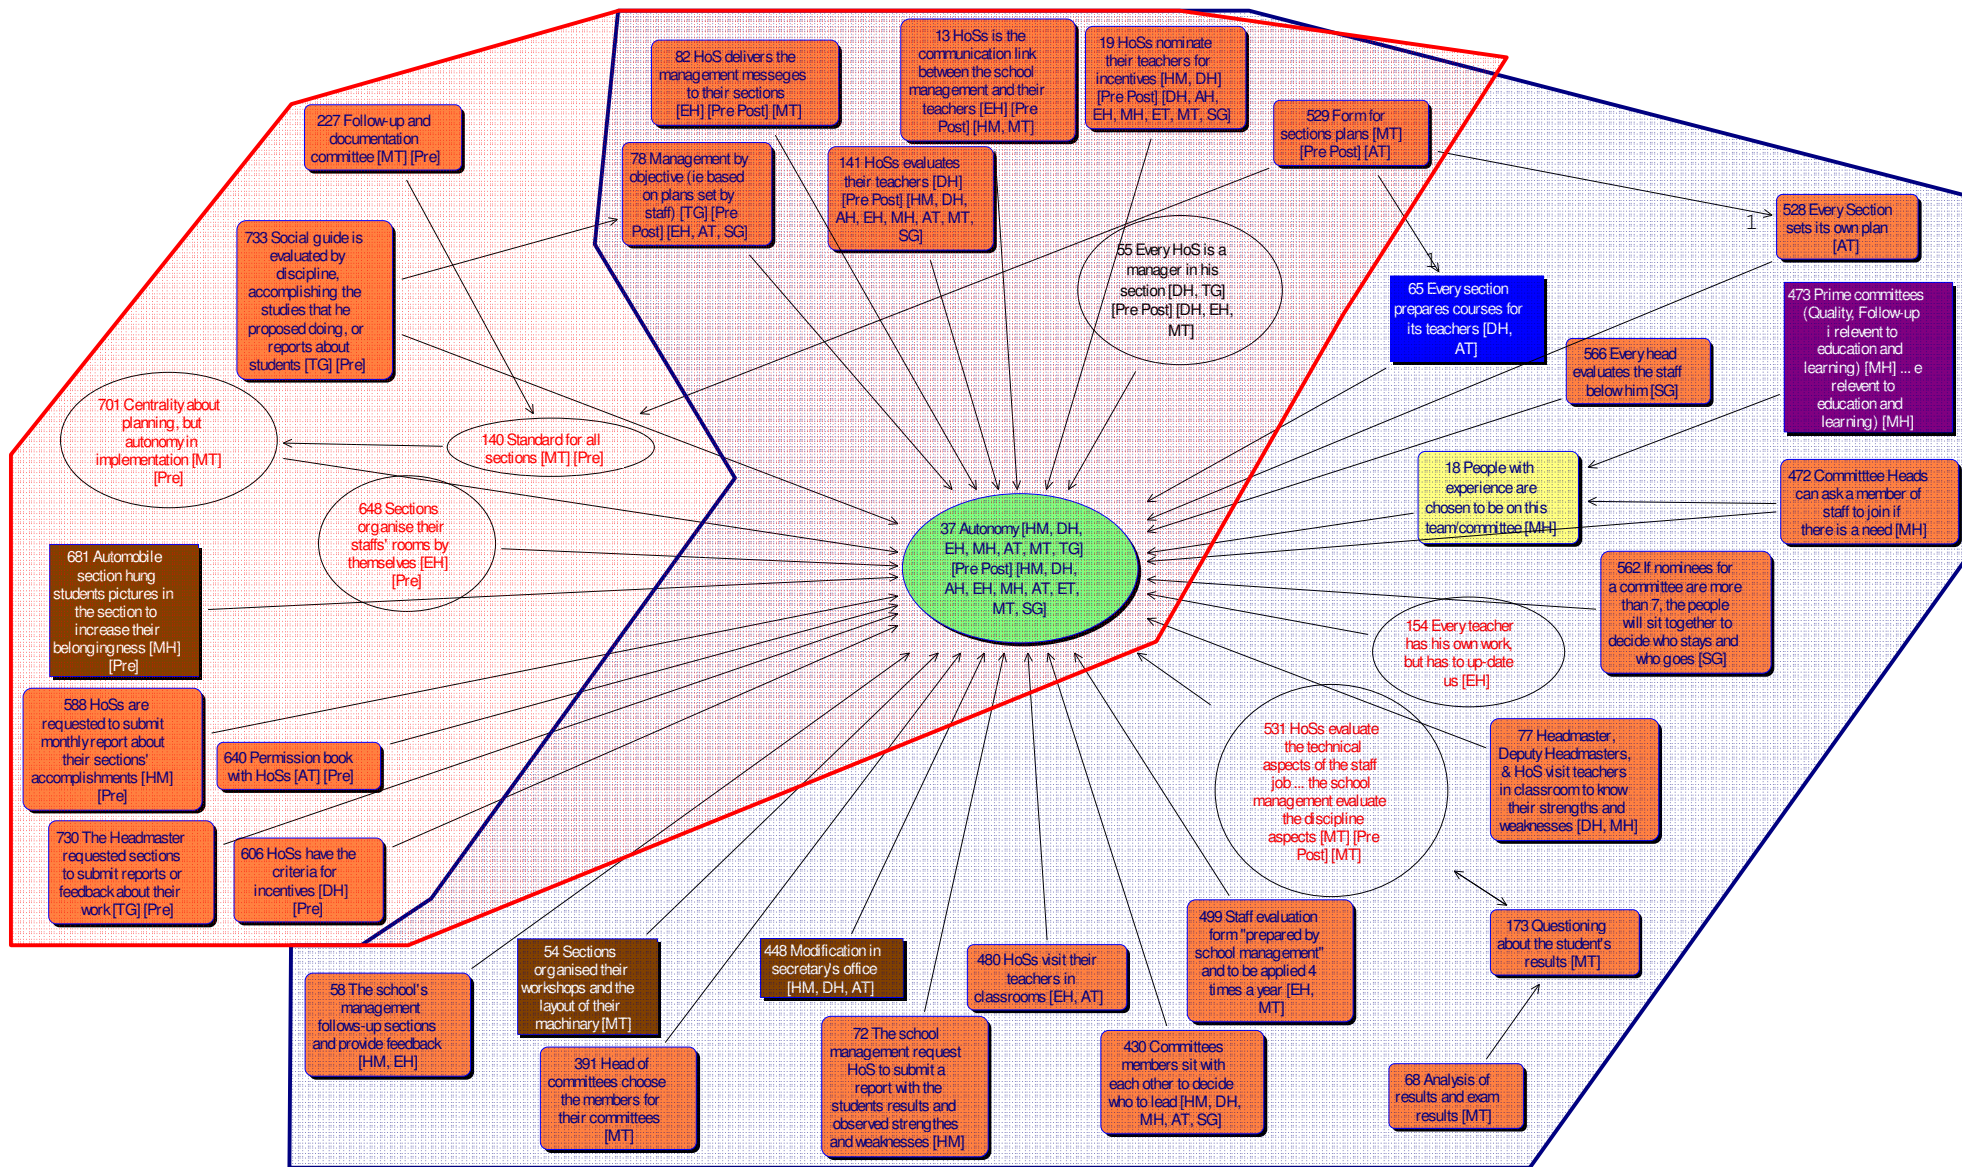 82 HoS delivers the
management messeges
to their sections
[EH] [Pre Post] [MT]
13 HoSs is the
communication link
between the school
management and their
teachers [EH] [Pre
Post] [HM, MT]
19 HoSs nominate
their teachers for
incentives [HM, DH]
[Pre Post] [DH, AH,
EH, MH, ET, MT, SG]
529 Form for
sections plans [MT]
[Pre Post] [AT]
227 Follow-up and
documentation
committee [MT] [Pre]
78 Management by
objective (ie based
on plans set by
staff) [TG] [Pre
Post] [EH, AT, SG]
141 HoSs evaluates
their teachers [DH]
[Pre Post] [HM, DH,
AH, EH, MH, AT, MT,
SG]
55 Every HoS is a
manager in his
section [DH, TG]
[Pre Post] [DH, EH,
MT]
1
528 Every Section
sets its own plan
[AT]
733 Social guide is
evaluated by
discipline,
accomplishing the
studies that he
proposed doing, or
reports about
students [TG] [Pre]
1
65 Every section
prepares courses for
its teachers [DH,
AT]
473 Prime committees
(Quality, Follow-up
i relevent to
education and
learning) [MH] ... e
relevent to
education and
learning) [MH]
566 Every head
evaluates the staff
below him [SG]
701 Centrality about
planning, but
autonomy in
implementation [MT]
[Pre]
140 Standard for all
sections [MT] [Pre]
18 People with
experience are
chosen to be on this
team/committee [MH]
472 Committtee Heads
can ask a member of
staff to join if
there is a need [MH]
648 Sections
organise their
staffs' rooms by
themselves [EH]
[Pre]
37 Autonomy [HM, DH,
EH, MH, AT, MT, TG]
[Pre Post] [HM, DH,
AH, EH, MH, AT, ET,
MT, SG]
681 Automobile
section hung
students pictures in
the section to
increase their
belongingness [MH]
[Pre]
562 If nominees for
a committee are more
than 7, the people
will sit together to
decide who stays and
who goes [SG]
154 Every teacher
has his own work,
but has to up-date
us [EH]
588 HoSs are
requested to submit
monthly report about
their sections'
accomplishments [HM]
[Pre]
640 Permission book
with HoSs [AT] [Pre]
531 HoSs evaluate
the technical
aspects of the staff
job ... the school
management evaluate
the discipline
aspects [MT] [Pre
Post] [MT]
77 Headmaster,
Deputy Headmasters,
& HoS visit teachers
in classroom to know
their strengths and
weaknesses [DH, MH]
730 The Headmaster
requested sections
to submit reports or
feedback about their
work [TG] [Pre]
606 HoSs have the
criteria for
incentives [DH]
[Pre]
58 The school's
management
follows-up sections
and provide feedback
[HM, EH]
54 Sections
organised their
workshops and the
layout of their
machinary [MT]
448 Modification in
secretary's office
[HM, DH, AT]
480 HoSs visit their
teachers in
classrooms [EH, AT]
499 Staff evaluation
form "prepared by
school management"
and to be applied 4
times a year [EH,
MT]
173 Questioning
about the student's
results [MT]
391 Head of
committees choose
the members for
their committees
[MT]
72 The school
management request
HoS to submit a
report with the
students results and
observed strengthes
and weaknesses [HM]
430 Committees
members sit with
each other to decide
who to lead [HM, DH,
MH, AT, SG]
68 Analysis of
results and exam
results [MT]